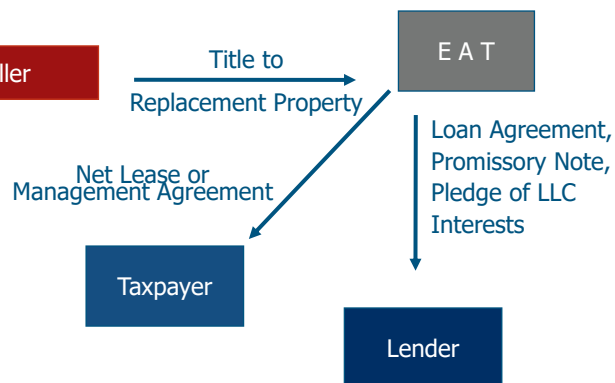 ller
Title to
E A T
Replacement Property
Loan Agreement,
Promissory Note,
Pledge of LLC
Interests
Net Lease or
Management Agreement
Taxpayer
Lender